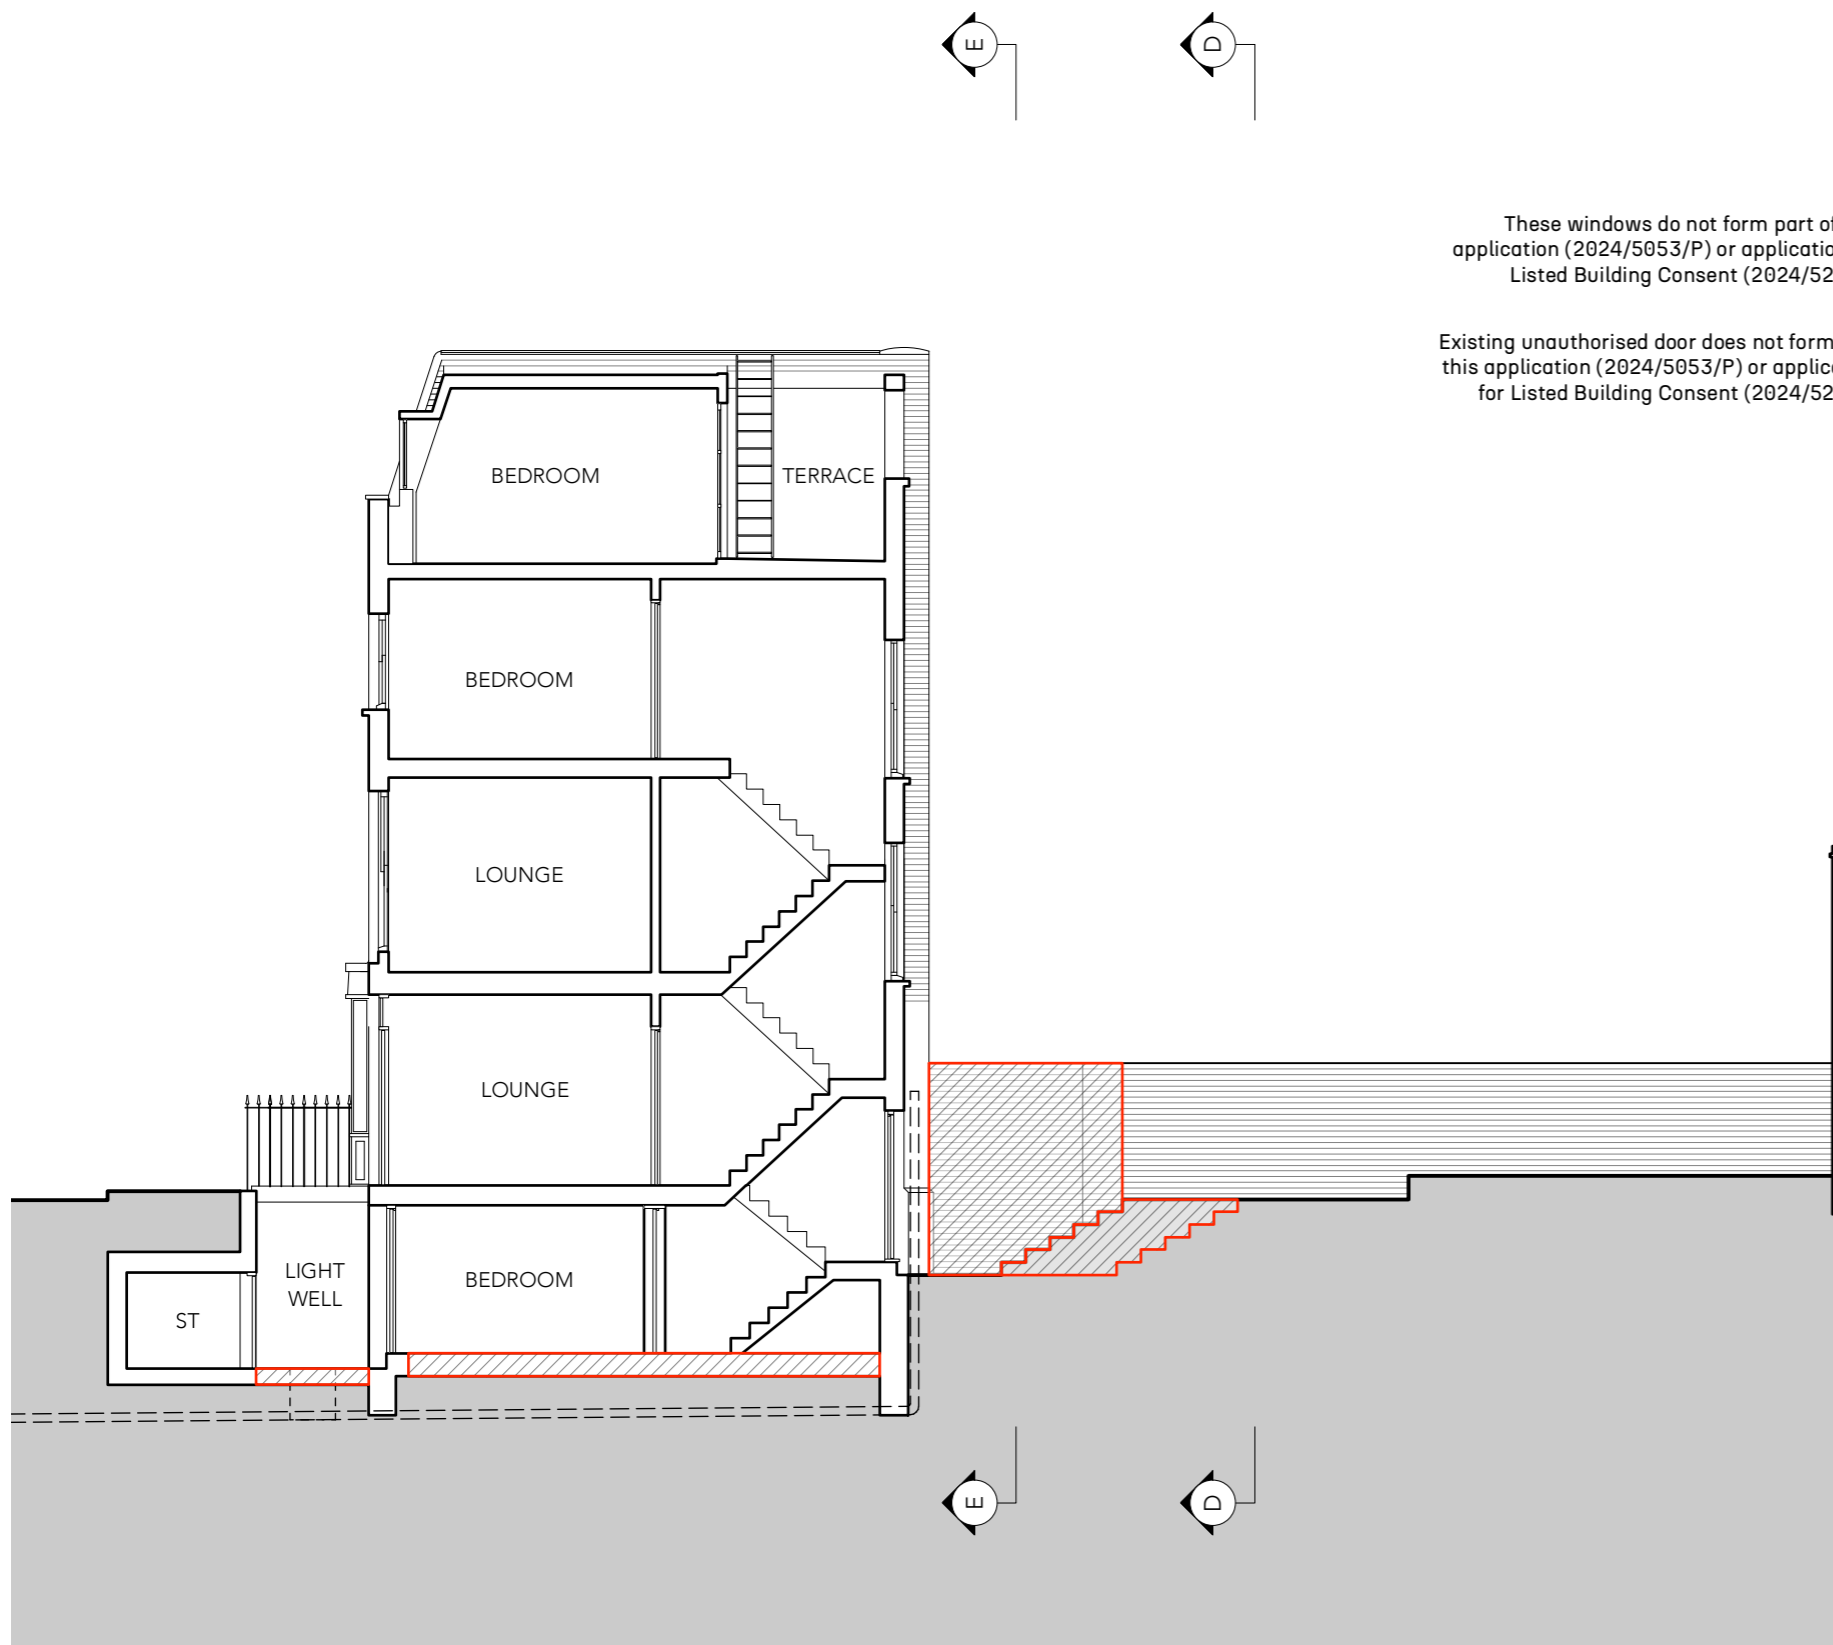 E
D
These windows do not form part of
application (2024/5053/P) or applicatio
Listed Building Consent (2024/52
Existing unauthorised door does not form
this application (2024/5053/P) or applic
for Listed Building Consent (2024/52
BEDROOM
TERRACE
BEDROOM
LOUNGE
LOUNGE
LIGHT
WELL
BEDROOM
ST
E
D